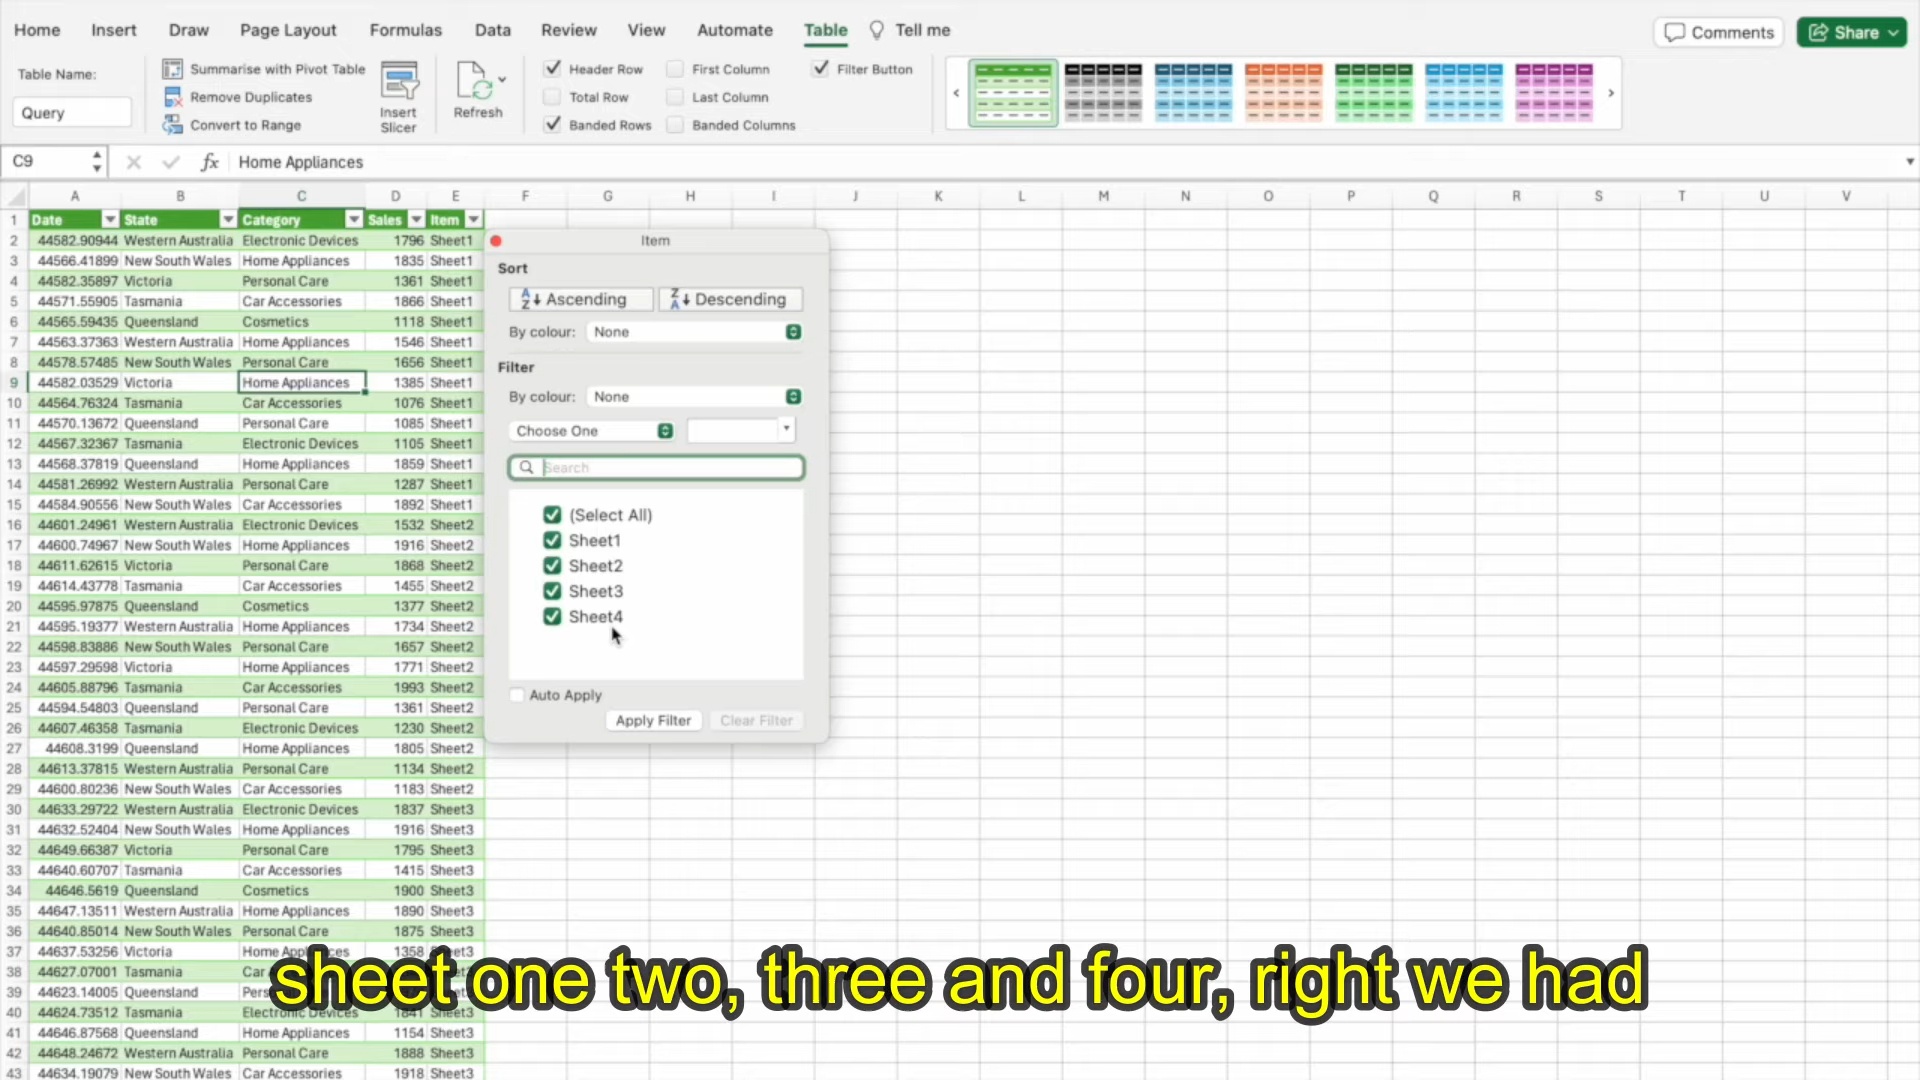 Home Insert Draw Page Layout Formulas Data Review View Automate Table Tell me Comments Share
Table Name:
Query
Summarise with Pivot Table
Remove Duplicates
Convert to Range
Insert
Slicer
Refresh
Header Row First Column Filter Button
Total Row Last Column
Banded Rows Banded Columns
C9 fx Home Appliances
A B C D E F G H I J K L M N O P Q R S T U V
1 Date State Category Sales Item
2 44582.90944 Western Australia Electronic Devices 1796 Sheet1
3 44566.41899 New South Wales Home Appliances 1835 Sheet1
4 44582.35897 Victoria Personal Care 1361 Sheet1
5 44571.55905 Tasmania Car Accessories 1866 Sheet1
6 44565.59435 Queensland Cosmetics 1118 Sheet1
7 44563.37363 Western Australia Home Appliances 1546 Sheet1
8 44578.57485 New South Wales Personal Care 1656 Sheet1
9 44582.03529 Victoria Home Appliances 1385 Sheet1
10 44564.76324 Tasmania Car Accessories 1076 Sheet1
11 44570.13672 Queensland Personal Care 1085 Sheet1
12 44567.32367 Tasmania Electronic Devices 1105 Sheet1
13 44568.37819 Queensland Home Appliances 1859 Sheet1
14 44581.26992 Western Australia Personal Care 1287 Sheet1
15 44584.90556 New South Wales Car Accessories 1892 Sheet1
16 44601.24961 Western Australia Electronic Devices 1532 Sheet2
17 44600.74967 New South Wales Home Appliances 1916 Sheet2
18 44611.62615 Victoria Personal Care 1868 Sheet2
19 44614.43778 Tasmania Car Accessories 1455 Sheet2
20 44595.97875 Queensland Cosmetics 1377 Sheet2
21 44595.19377 Western Australia Home Appliances 1734 Sheet2
22 44598.83886 New South Wales Personal Care 1657 Sheet2
23 44597.29598 Victoria Home Appliances 1771 Sheet2
24 44605.88796 Tasmania Car Accessories 1993 Sheet2
25 44594.54803 Queensland Personal Care 1361 Sheet2
26 44607.46358 Tasmania Electronic Devices 1230 Sheet2
27 44608.3199 Queensland Home Appliances 1805 Sheet2
28 44613.37815 Western Australia Personal Care 1134 Sheet2
29 44600.80236 New South Wales Car Accessories 1183 Sheet2
30 44633.29722 Western Australia Electronic Devices 1837 Sheet3
31 44632.52404 New South Wales Home Appliances 1916 Sheet3
32 44649.66387 Victoria Personal Care 1795 Sheet3
33 44640.60707 Tasmania Car Accessories 1415 Sheet3
34 44646.5619 Queensland Cosmetics 1900 Sheet3
35 44647.13511 Western Australia Home Appliances 1890 Sheet3
36 44640.85014 New South Wales Personal Care 1875 Sheet3
37 44637.53256 Victoria Home Appliances 1358 Sheet3
38 44627.07001 Tasmania
39 44623.14005 Queensland
40 44624.73512 Tasmania Electronic Devices 1841 Sheet3
41 44646.87568 Queensland Home Appliances 1154 Sheet3
42 44648.24672 Western Australia Personal Care 1888 Sheet3
43 44634.19079 New South Wales Car Accessories 1918 Sheet3
Item
Sort
Ascending Descending
By colour: None
Filter
By colour: None
Choose One
Search
(Select All)
Sheet1
Sheet2
Sheet3
Sheet4
Auto Apply
Apply Filter Clear Filter
sheet one two, three and four, right we had